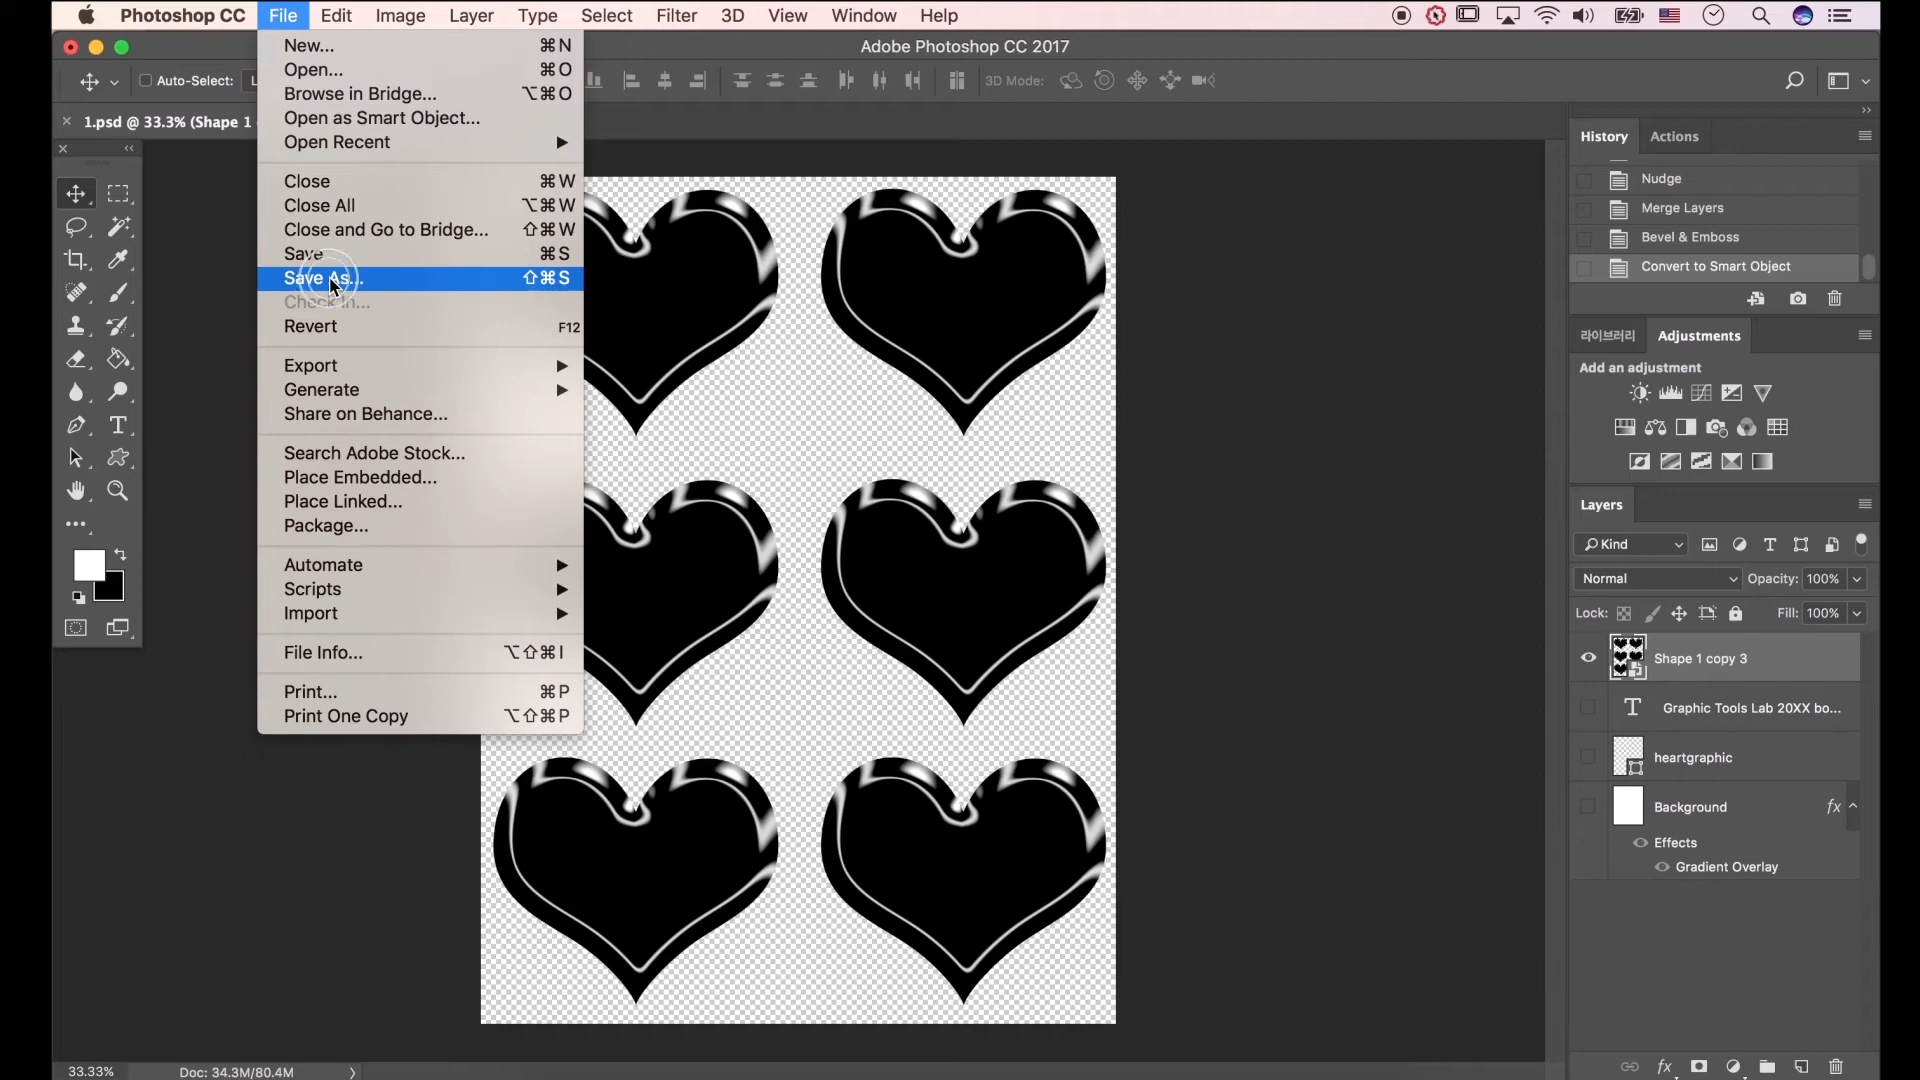 Photoshop CC File Edit Image Layer Type Select Filter 3D View Window Help
Adobe Photoshop CC 2017
Auto-Select: 3D Mode:
1.psd @ 33.3% (Shape 1
New... ⌘N
Open... ⌘O
Browse in Bridge... ⌥⌘O
Open as Smart Object...
Open Recent
Close ⌘W
Close All ⌥⌘W
Close and Go to Bridge... ⇧⌘W
Save ⌘S
Save As... ⇧⌘S
Check In...
Revert F12
Export
Generate
Share on Behance...
Search Adobe Stock...
Place Embedded...
Place Linked...
Package...
Automate
Scripts
Import
File Info... ⌥⇧⌘I
Print... ⌘P
Print One Copy ⌥⇧⌘P
History Actions
Nudge
Merge Layers
Bevel & Emboss
Convert to Smart Object
라이브러리 Adjustments
Add an adjustment
Layers
Kind
Normal Opacity: 100%
Lock: Fill: 100%
Shape 1 copy 3
T Graphic Tools Lab 20XX bo...
heartgraphic
Background fx
Effects
Gradient Overlay
33.33% Doc: 34.3M/80.4M
fx